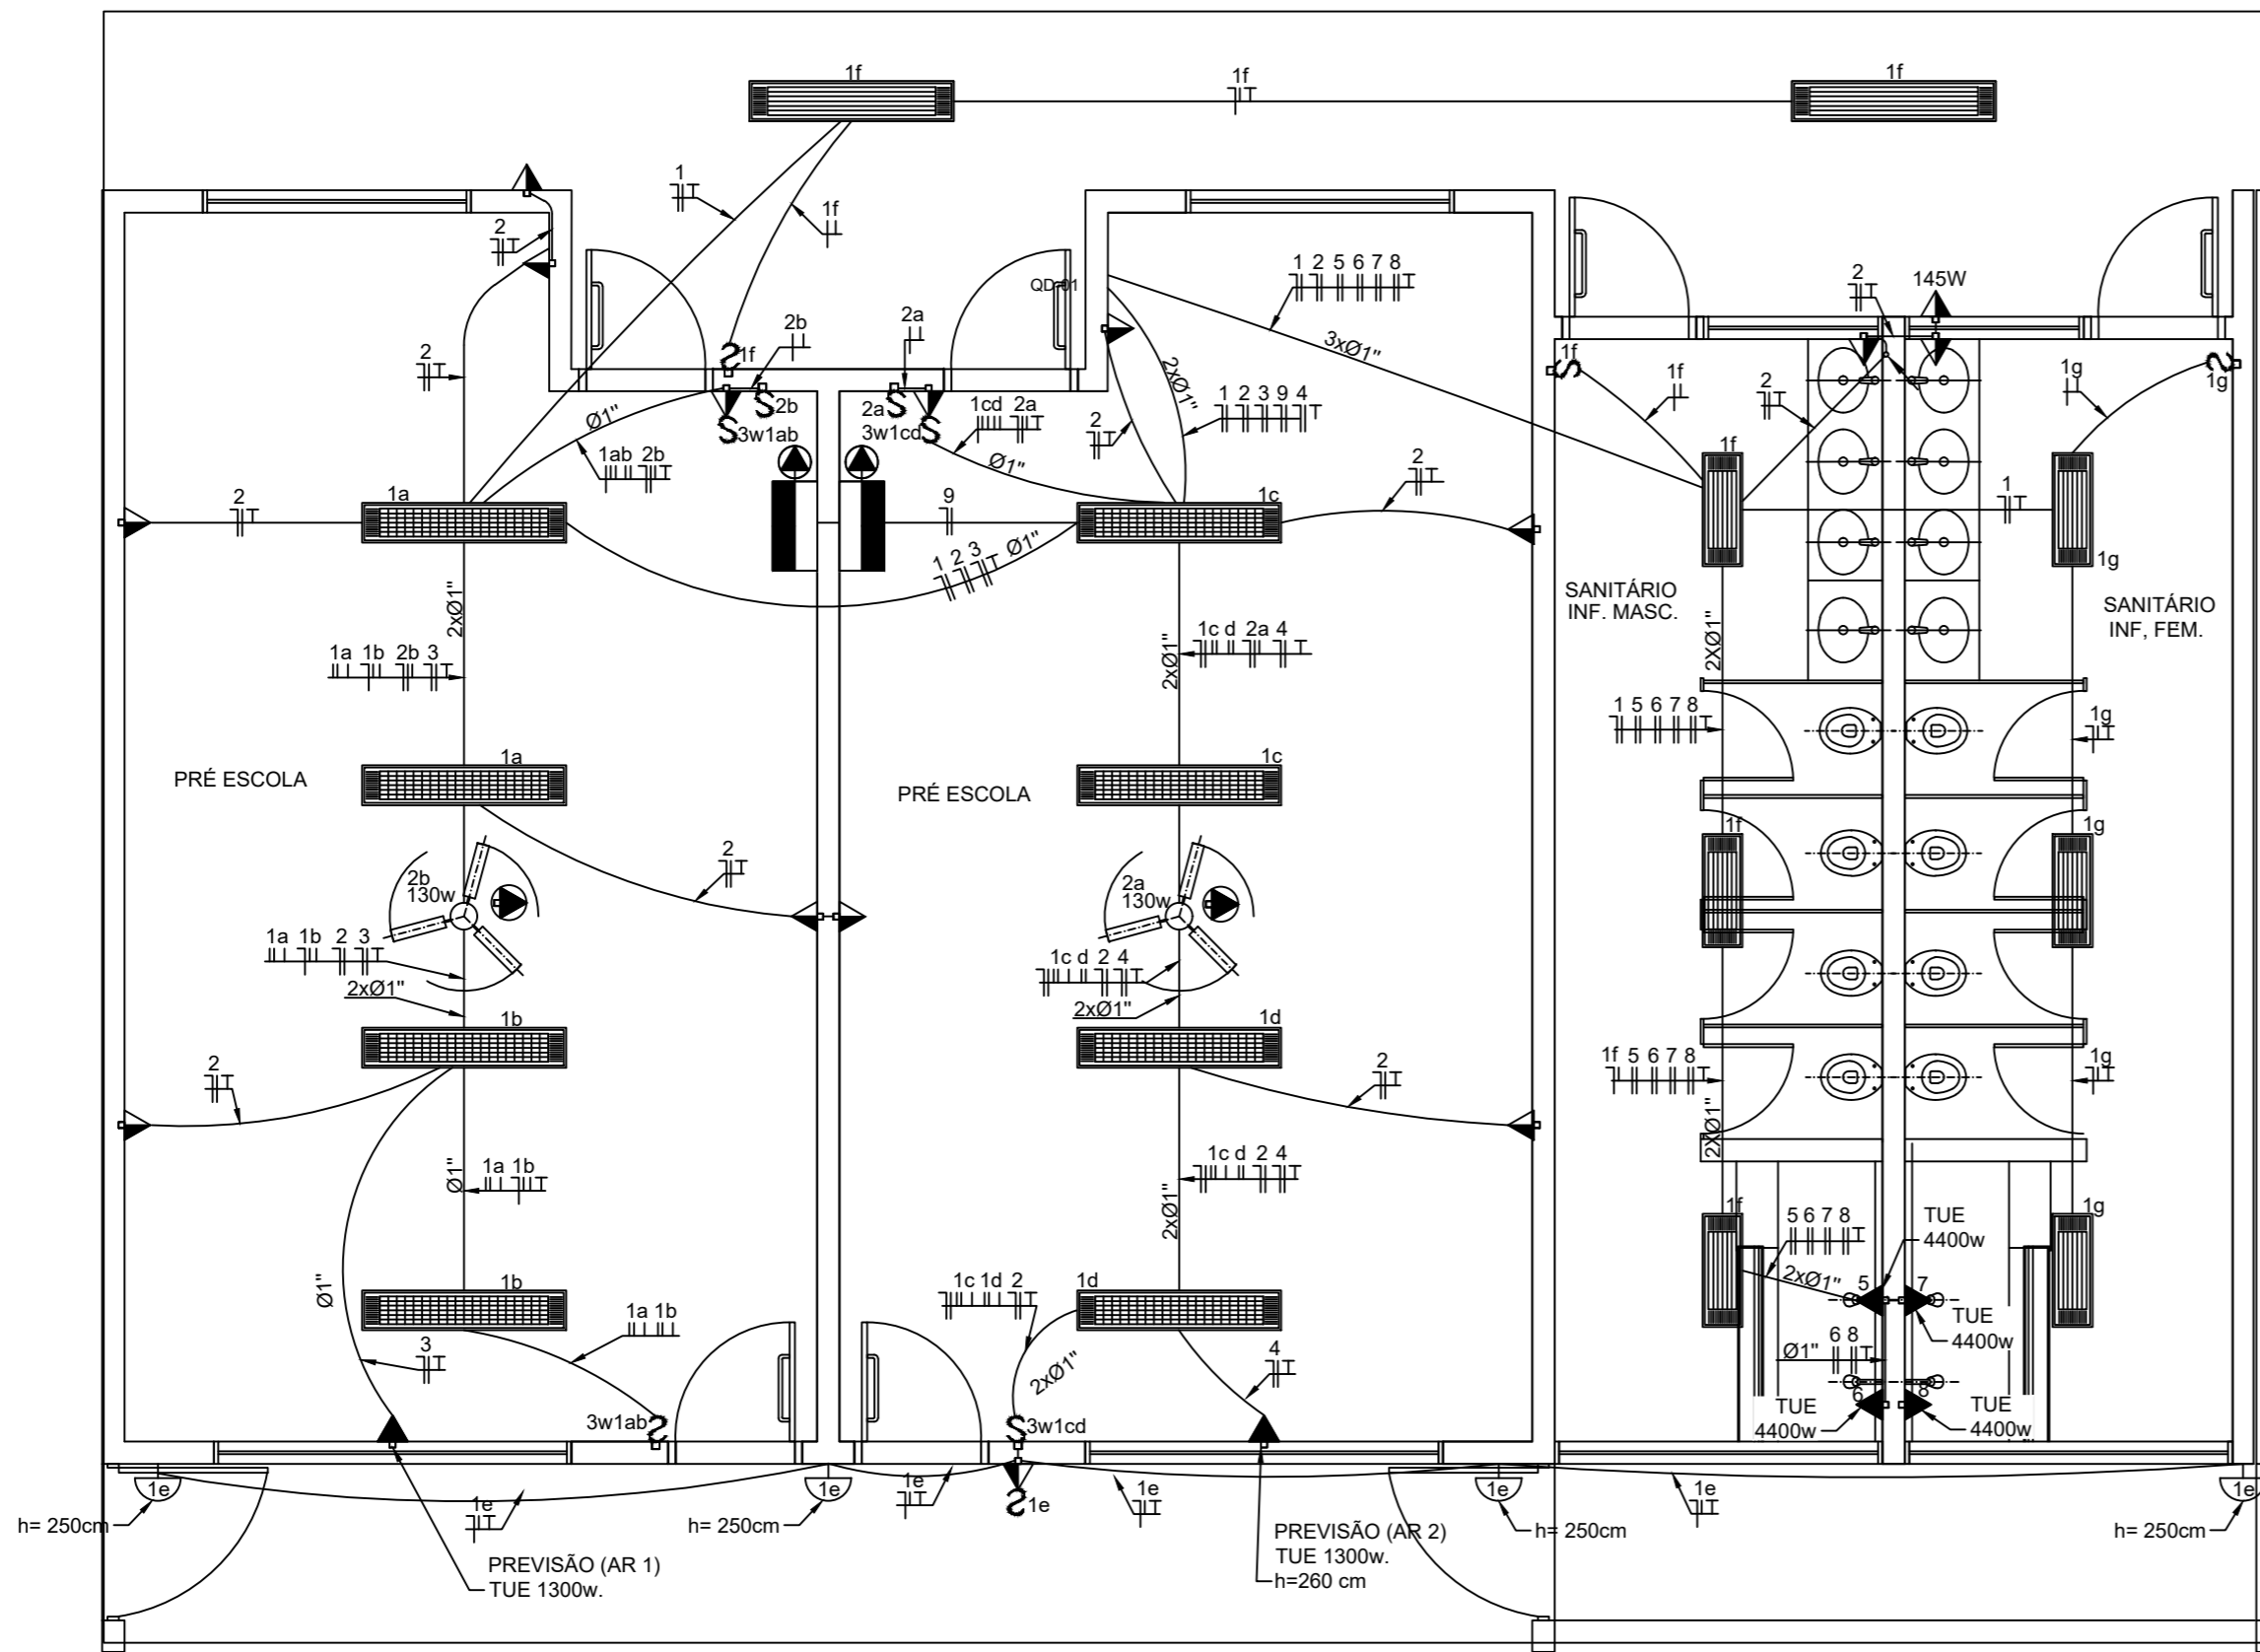 1f
1f
1f
1
1f
2
2
QD-01
1 2 5 6 7 8
3xØ1"
2
145W
1f
2b
2a
2b
3w1ab
2a
3w1cd
Ø1"
1ab 2b
1cd 2a
Ø1"
2xØ1"
1 2 3 9 4
2
2
1f
1f
2
1g
1g
2
1a
9
1c
1 2 3 Ø1"
1f
1
1g
SANITÁRIO
INF. MASC.
SANITÁRIO
INF, FEM.
2xØ1"
1a 1b 2b 3
2xØ1"
1c d 2a 4
2XØ1"
1 5 6 7 8
1g
1a
1c
PRÉ ESCOLA
PRÉ ESCOLA
1f
1g
2
2b
130w
2a
130w
1a 1b 2 3
2xØ1"
1c d 2 4
2xØ1"
1b
1d
2
2
1f 5 6 7 8
1g
2XØ1"
Ø1"
1a 1b
1c d 2 4
2xØ1"
1f
1g
5 6 7 8
2xØ1"
TUE
4400w
5
7
TUE
4400w
Ø1"
6 8
6
8
TUE
4400w
TUE
4400w
Ø1"
1b
1a 1b
3
1c 1d 2
1d
2xØ1"
4
3w1ab
3w1cd
1e
1e
1e
1e
1e
1e
1e
1e
1e
h= 250cm
h= 250cm
h= 250cm
h= 250cm
PREVISÃO (AR 1)
TUE 1300w.
PREVISÃO (AR 2)
TUE 1300w.
h=260 cm